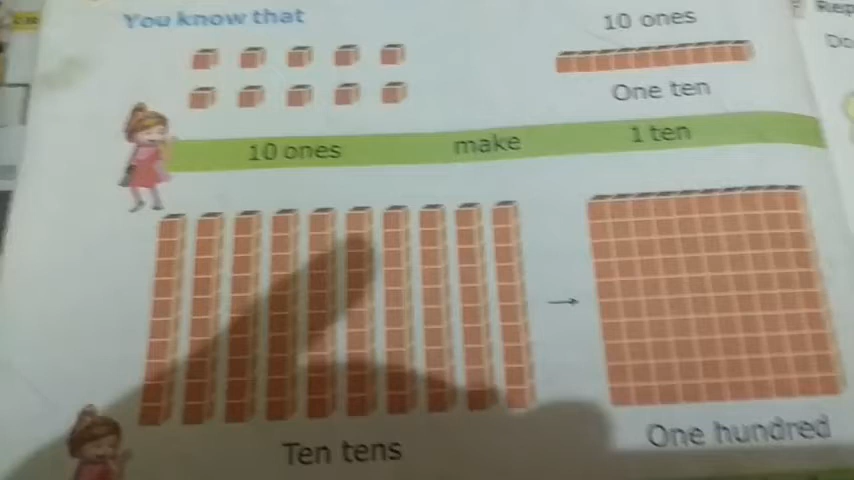 You know that
10 ones
One ten
10 ones make 1 ten
Ten tens
One hundred